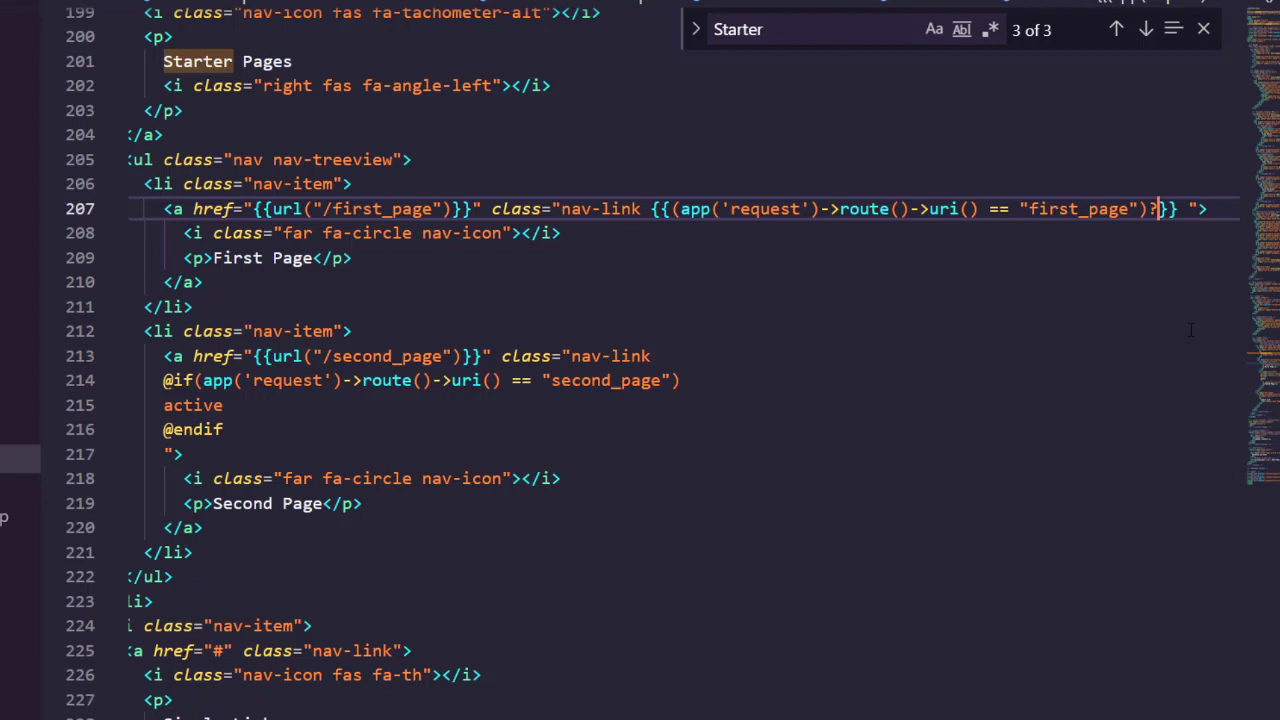 199 <i class="nav-icon fas fa-tachometer-alt"></i>
Starter
3 of 3
200 <p>
201 Starter Pages
202 <i class="right fas fa-angle-left"></i>
203 </p>
204 /a>
205 ul class="nav nav-treeview">
206 <li class="nav-item">
207 <a href="{{url("/first_page")}}" class="nav-link {{(app('request')->route()->uri() == "first_page")?}} ">
208 <i class="far fa-circle nav-icon"></i>
209 <p>First Page</p>
210 </a>
211 </li>
212 <li class="nav-item">
213 <a href="{{url("/second_page")}}" class="nav-link
214 @if(app('request')->route()->uri() == "second_page")
215 active
216 @endif
217 ">
218 <i class="far fa-circle nav-icon"></i>
p
219 <p>Second Page</p>
220 </a>
221 </li>
222 /ul>
223 li>
224 i class="nav-item">
225 a href="#" class="nav-link">
226 <i class="nav-icon fas fa-th"></i>
227 <p>